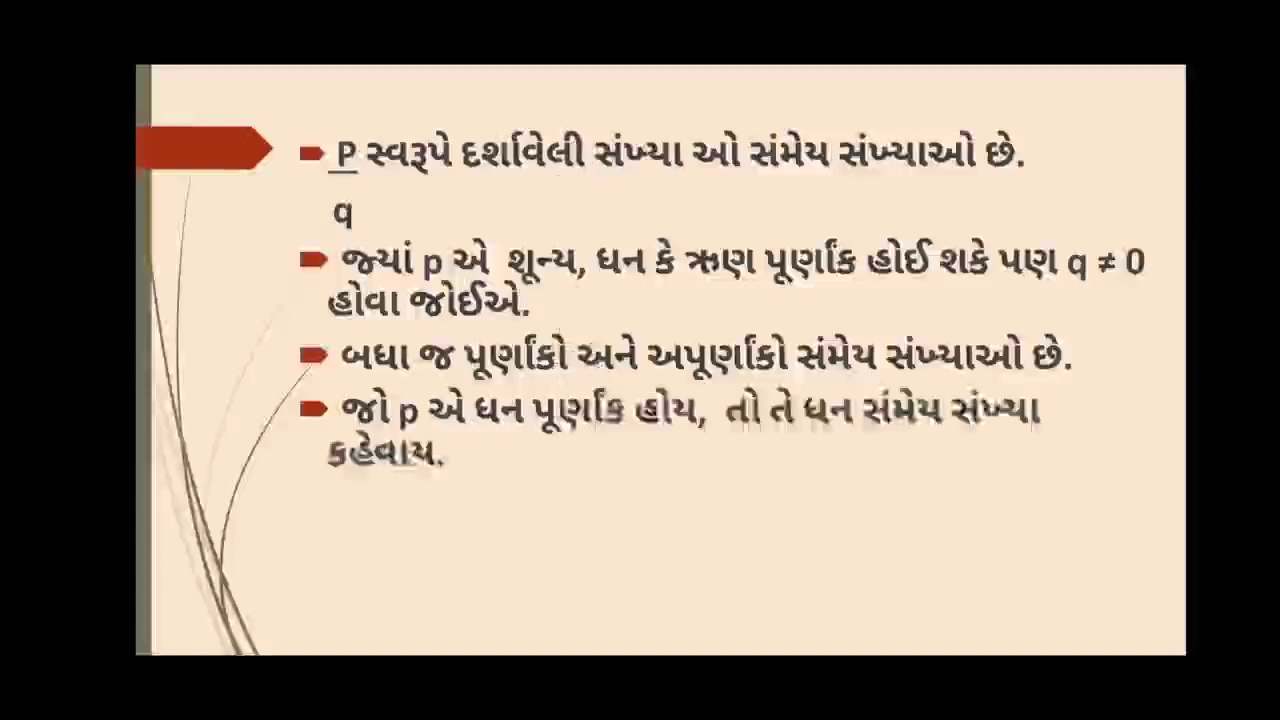 P સ્વરૂપે દર્શાવેલી સંખ્યા ઓ સંમેય સંખ્યાઓ છે.
q
જ્યાં p એ શૂન્ય, ધન કે ઋણ પૂર્ણાંક હોઈ શકે પણ q ≠ 0
હોવા જોઈએ.
બધા જ પૂર્ણાંકો અને અપૂર્ણાંકો સંમેય સંખ્યાઓ છે.
જો p એ ધન પૂર્ણાંક હોય, તો તે ધન સંમેય સંખ્યા
કહેવાય.